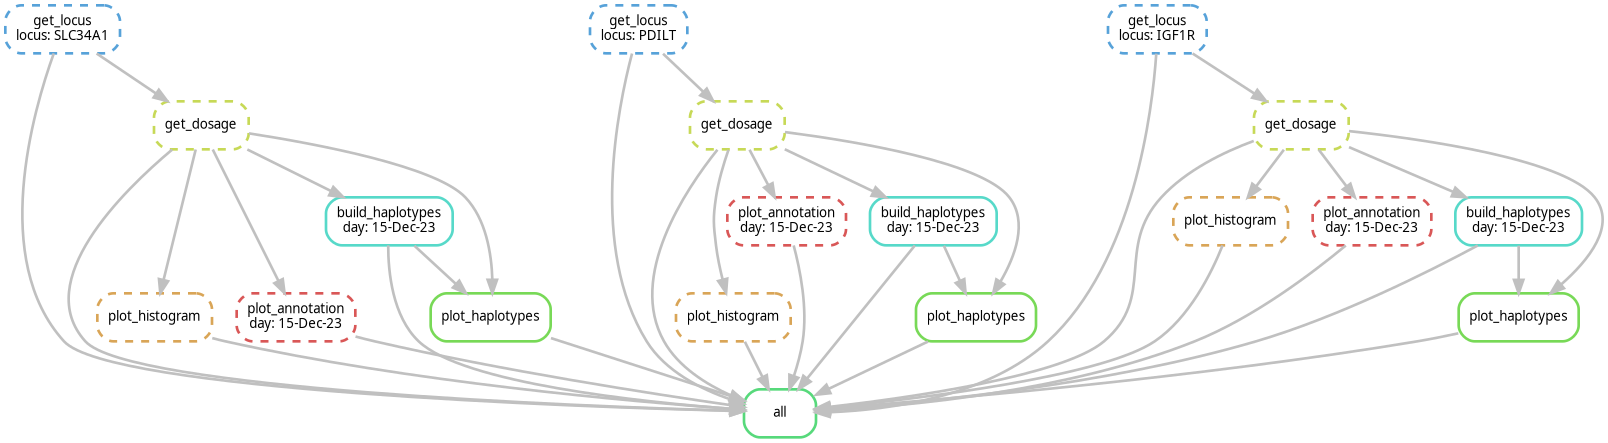 get_locus
locus: SLC34A1
get_locus
locus: PDILT
get_locus
locus: IGF1R
get_dosage
get_dosage
get_dosage
build_haplotypes
day: 15-Dec-23
plot_annotation
day: 15-Dec-23
build_haplotypes
day: 15-Dec-23
plot_histogram
plot_annotation
day: 15-Dec-23
build_haplotypes
day: 15-Dec-23
plot_histogram
plot_annotation
day: 15-Dec-23
plot_haplotypes
plot_histogram
plot_haplotypes
plot_haplotypes
all